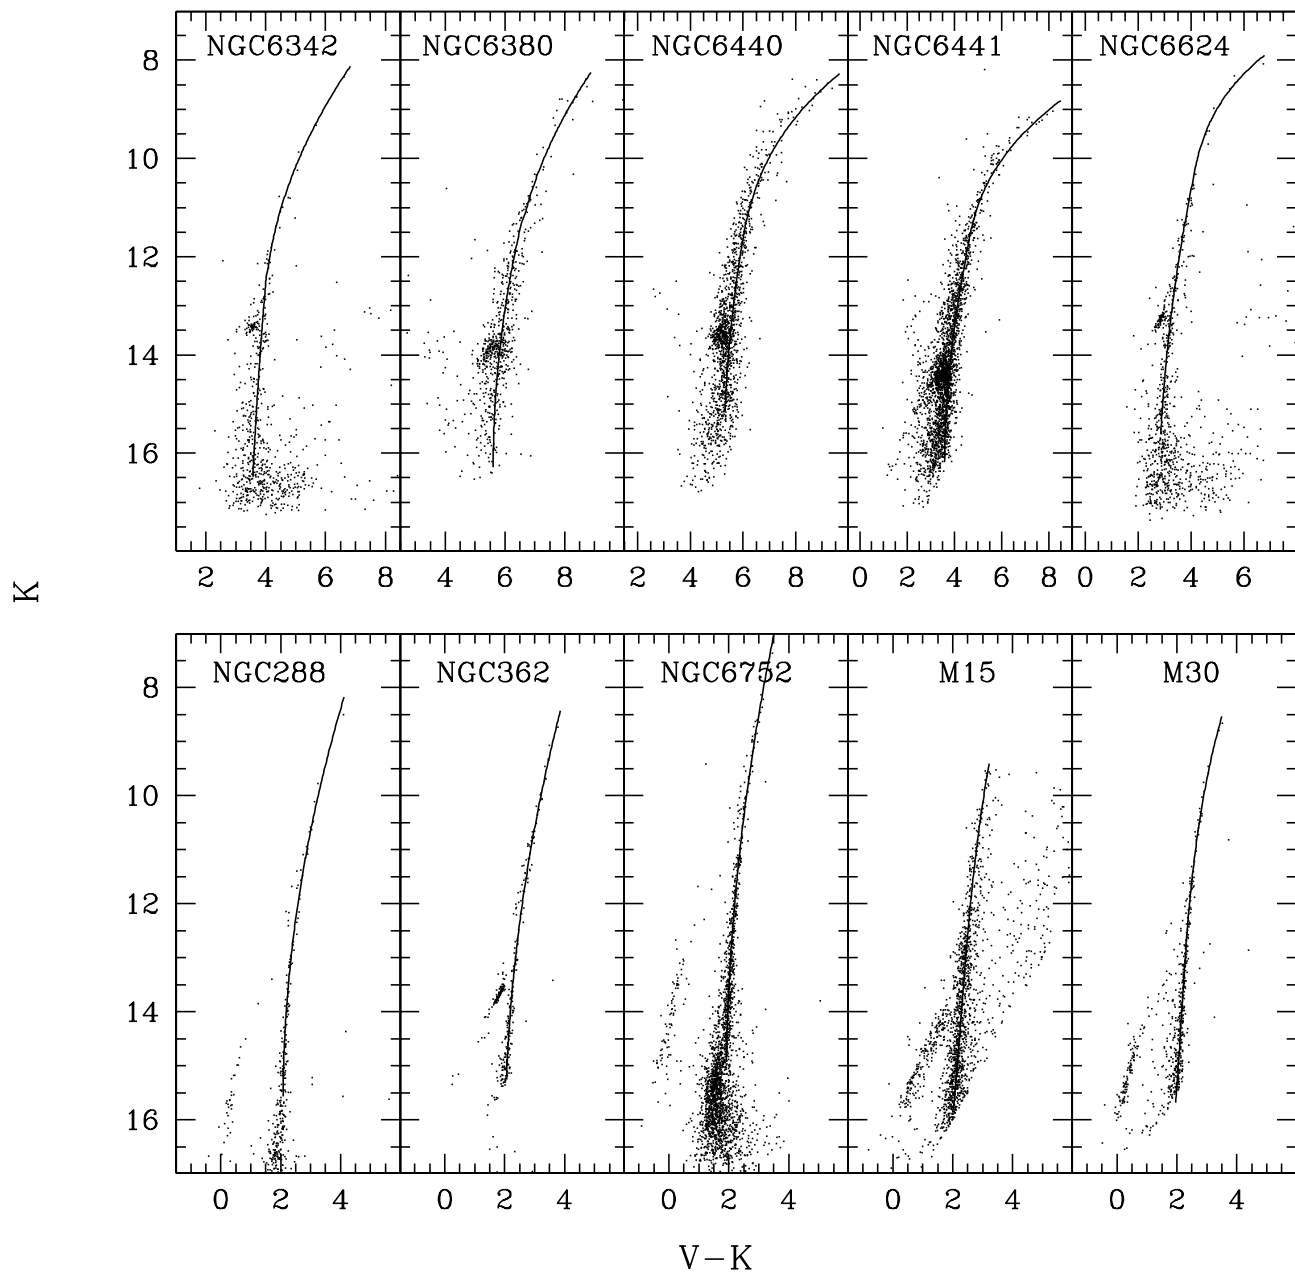 NGC6342 NGC6380 NGC6440 NGC6441 NGC6624
8
10
12
14
16
2 4 6 8 2 4 6 8 2 4 6 8 0 2 4 6 8 0 2 4 6
K
NGC288 NGC362 NGC6752 M15 M30
8
10
12
14
16
0 2 4 0 2 4 0 2 4 0 2 4 0 2 4
V−K